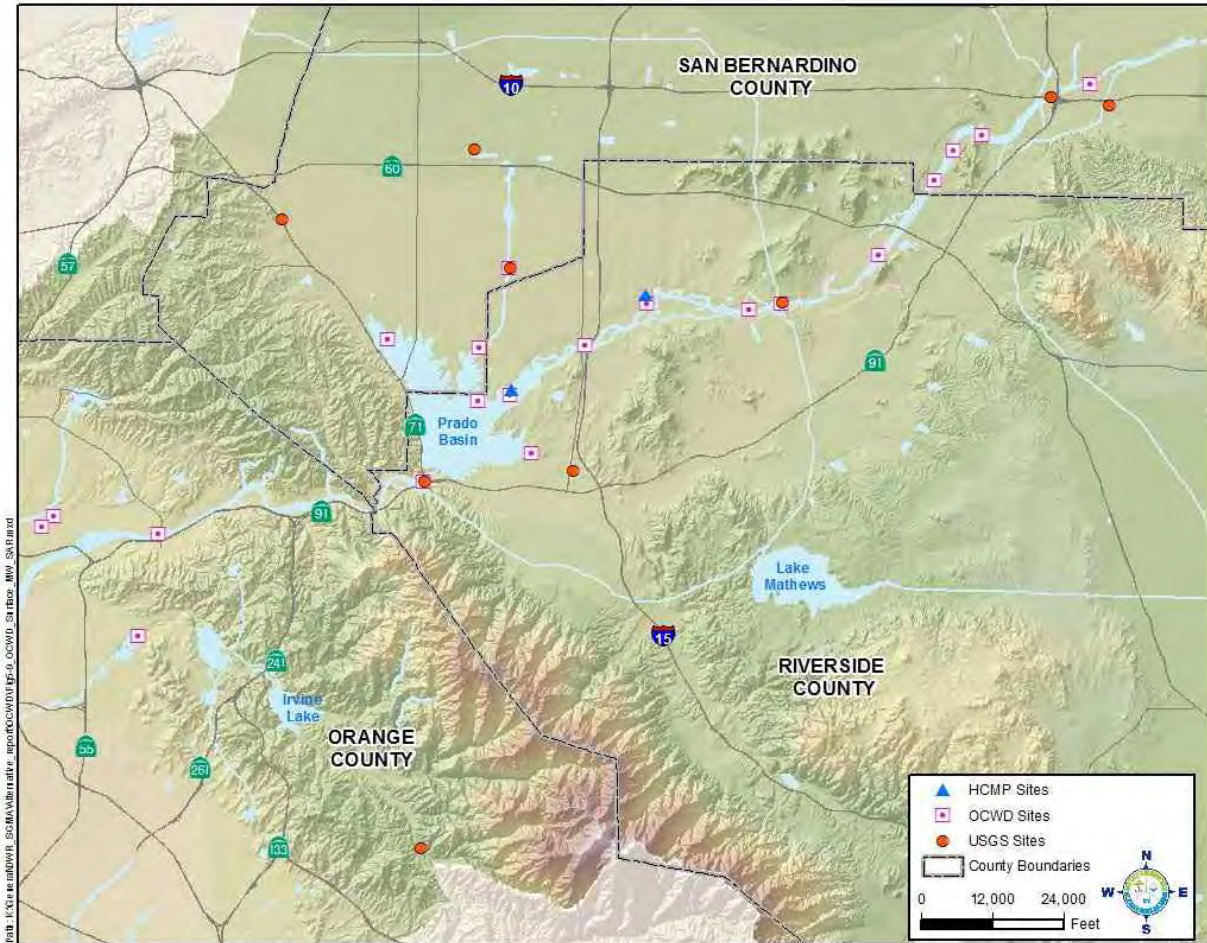 SAN BERNARDINO
COUNTY
10
60
57
91
Prado
Basin
71
91
Lake
Mathews
15
RIVERSIDE
COUNTY
241
Irvine
Lake
ORANGE
COUNTY
55
261
133
HCMP Sites
OCWD Sites
USGS Sites
County Boundaries
0 12,000 24,000
Feet
N
W E
S